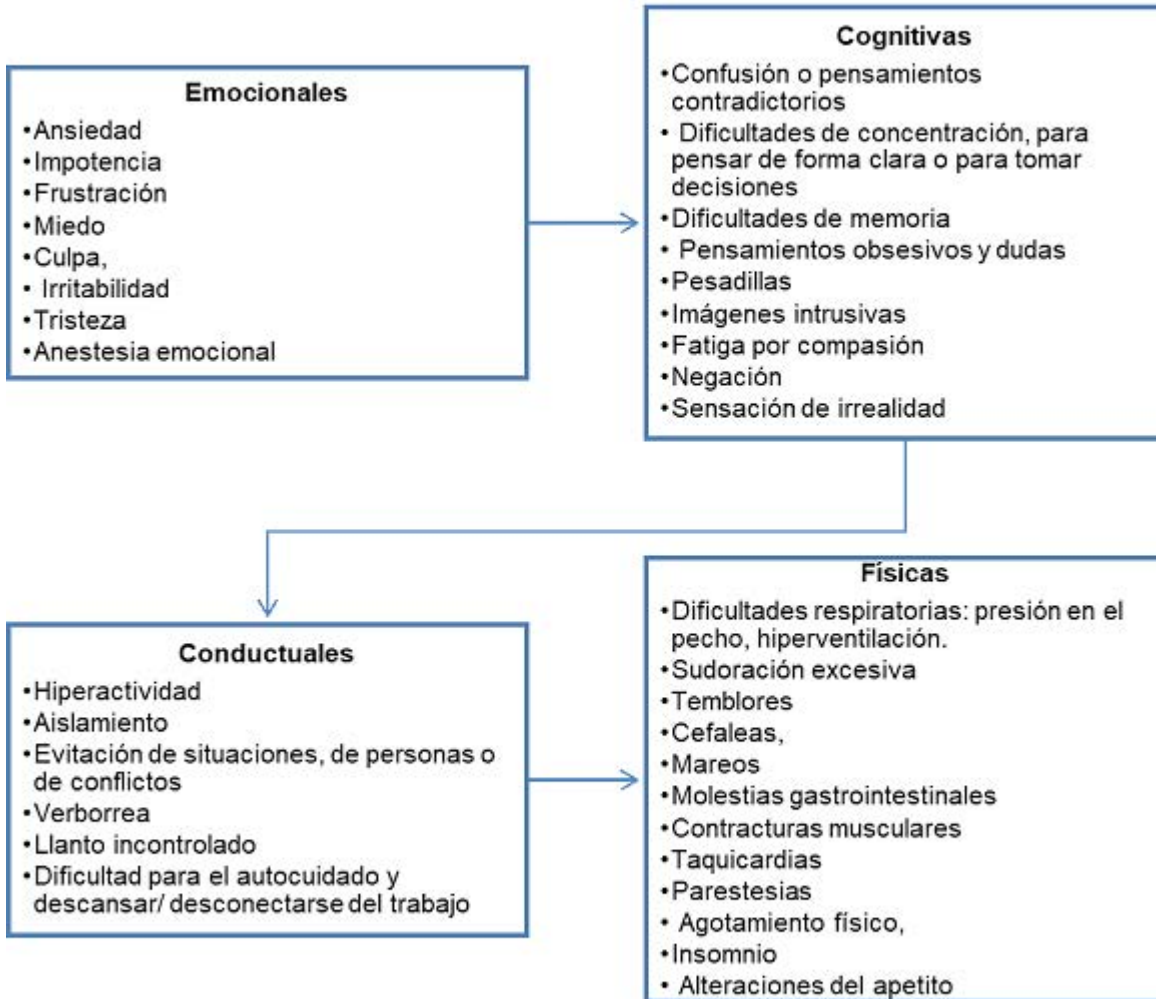 Emocionales
•Ansiedad
•Impotencia
•Frustración
•Miedo
•Culpa,
• Irritabilidad
•Tristeza
•Anestesia emocional
Cognitivas
•Confusión o pensamientos
contradictorios
• Dificultades de concentración, para
pensar de forma clara o para tomar
decisiones
•Dificultades de memoria
• Pensamientos obsesivos y dudas
•Pesadillas
•Imágenes intrusivas
•Fatiga por compasión
•Negación
•Sensación de irrealidad
Conductuales
•Hiperactividad
•Aislamiento
•Evitación de situaciones, de personas o
de conflictos
•Verborrea
•Llanto incontrolado
•Dificultad para el autocuidado y
descansar/ desconectarse del trabajo
Físicas
•Dificultades respiratorias: presión en el
pecho, hiperventilación.
•Sudoración excesiva
•Temblores
•Cefaleas,
•Mareos
•Molestias gastrointestinales
•Contracturas musculares
•Taquicardias
•Parestesias
• Agotamiento físico,
•Insomnio
• Alteraciones del apetito